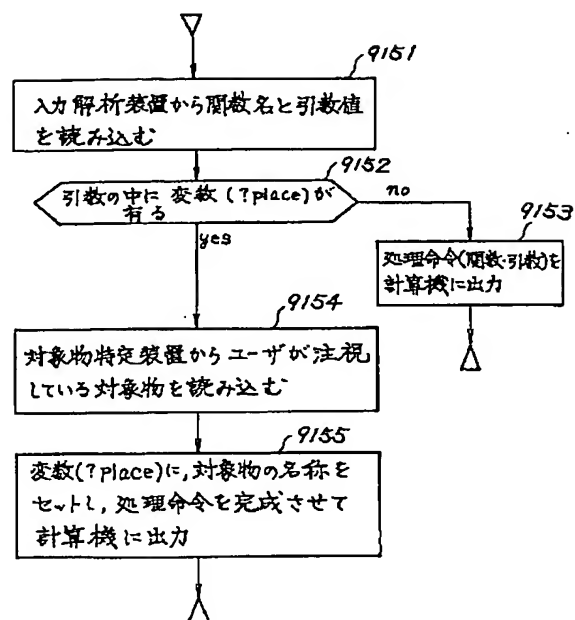 9151
入力解析装置から関数名と引数値
を読み込む
9152
引数の中に変数(?place)が
有る
no
yes
9153
処理命令(関数・引数)を
計算機に出力
9154
対象物特定装置からユーザが注視
している対象物を読み込む
9155
変数(?place)に,対象物の名称を
セットし,処理命令を完成させて
計算機に出力